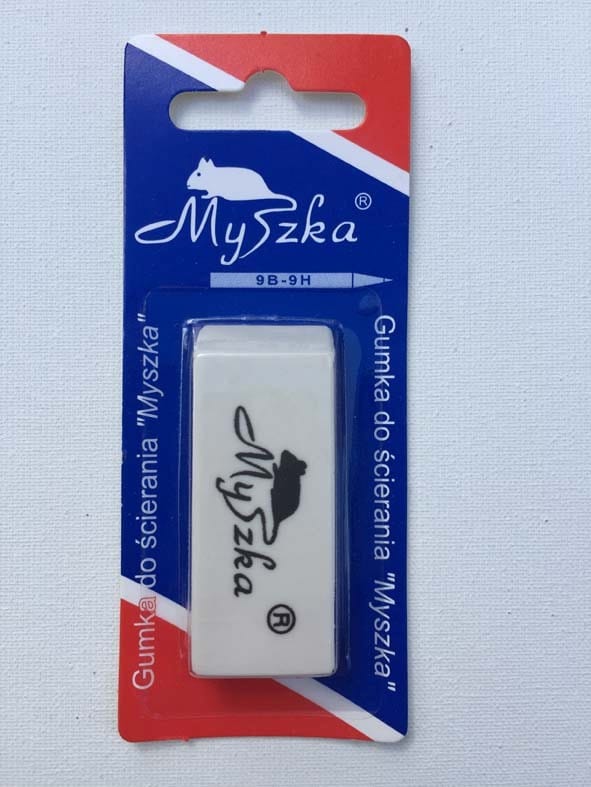 Myszka ®
9B-9H
Gumka do ścierania "Myszka"
Myszka ®
Gumka do ścierania "Myszka"